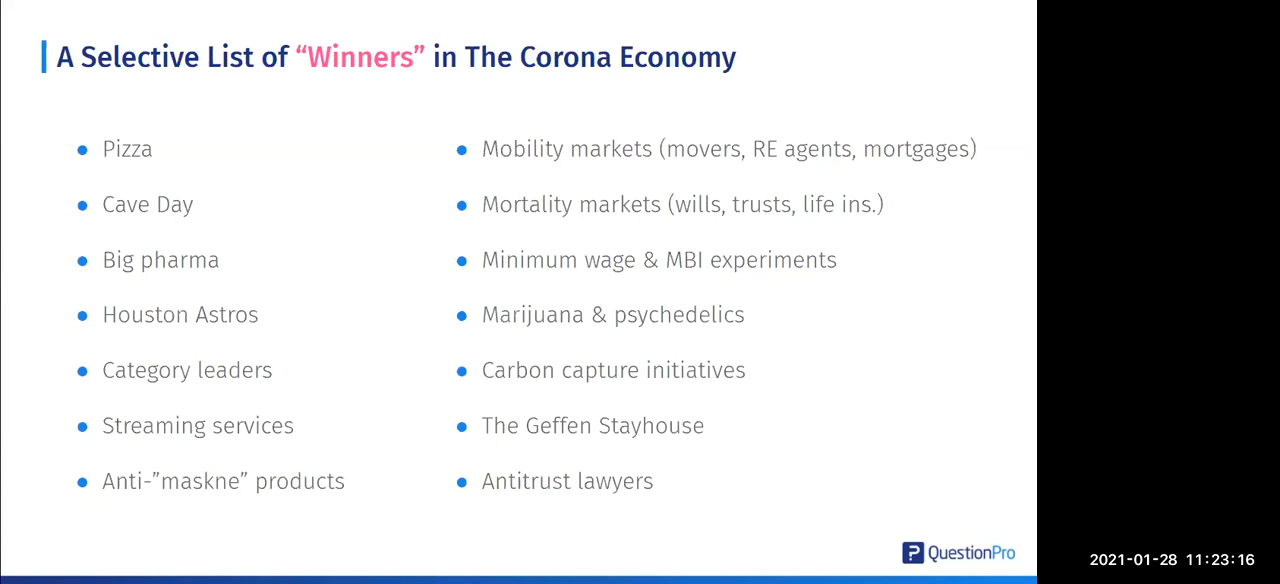 A Selective List of “Winners” in The Corona Economy
Pizza
Cave Day
Big pharma
Houston Astros
Category leaders
Streaming services
Anti-”maskne” products
Mobility markets (movers, RE agents, mortgages)
Mortality markets (wills, trusts, life ins.)
Minimum wage & MBI experiments
Marijuana & psychedelics
Carbon capture initiatives
The Geffen Stayhouse
Antitrust lawyers
QuestionPro
2021-01-28 11:23:16